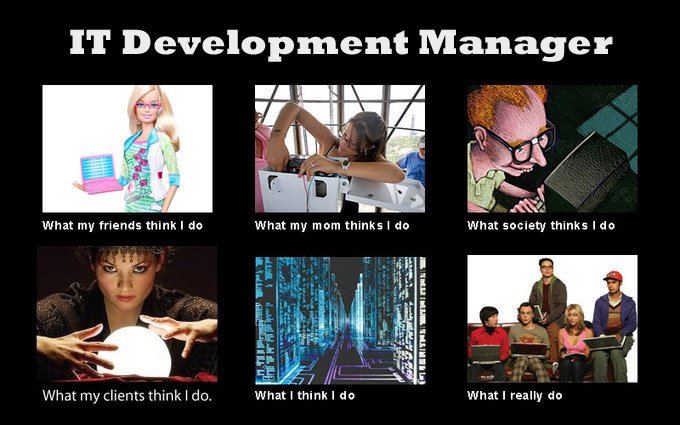 IT Development Manager
What my friends think I do
What my mom thinks I do
What society thinks I do
What my clients think I do.
What I think I do
What I really do